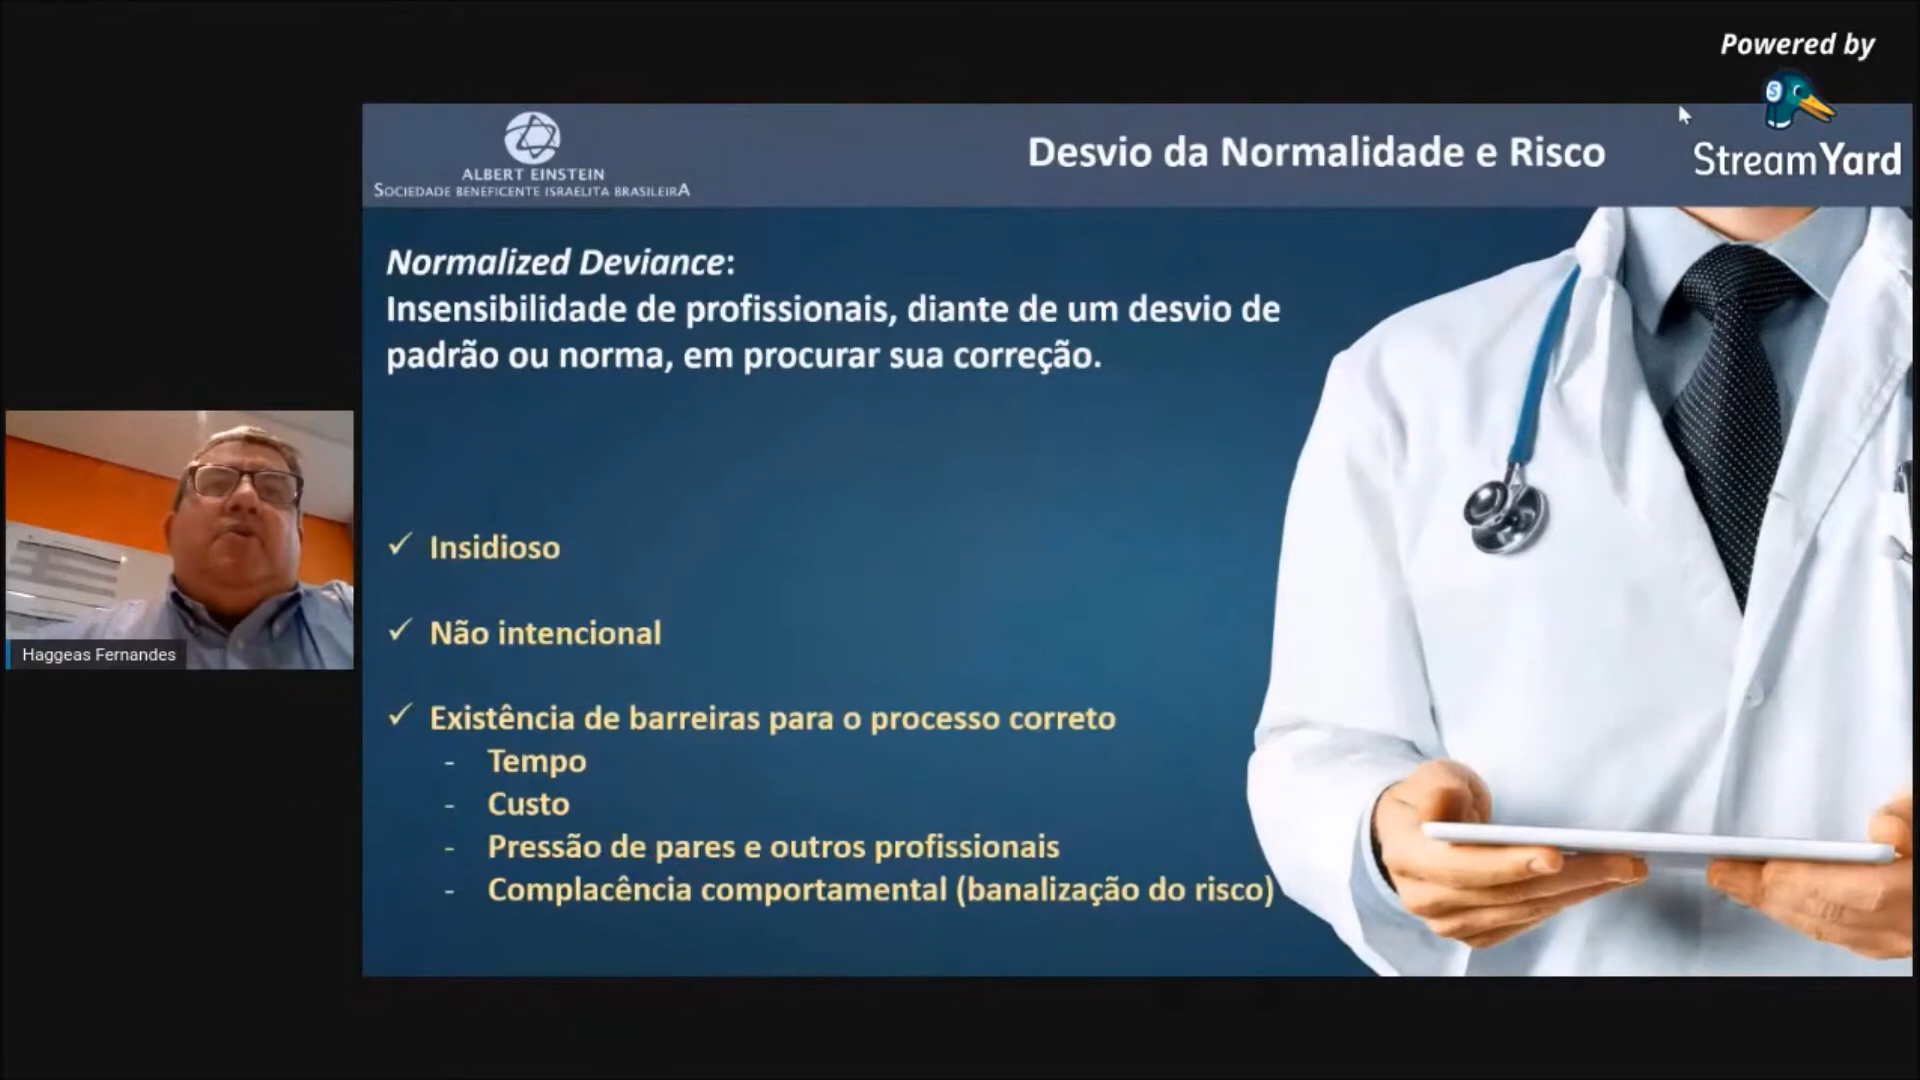 Powered by
StreamYard
ALBERT EINSTEIN
SOCIEDADE BENEFICENTE ISRAELITA BRASILEIRA
Desvio da Normalidade e Risco
Normalized Deviance:
Insensibilidade de profissionais, diante de um desvio de
padrão ou norma, em procurar sua correção.
✓ Insidioso
✓ Não intencional
✓ Existência de barreiras para o processo correto
- Tempo
- Custo
- Pressão de pares e outros profissionais
- Complacência comportamental (banalização do risco)
Haggeas Fernandes